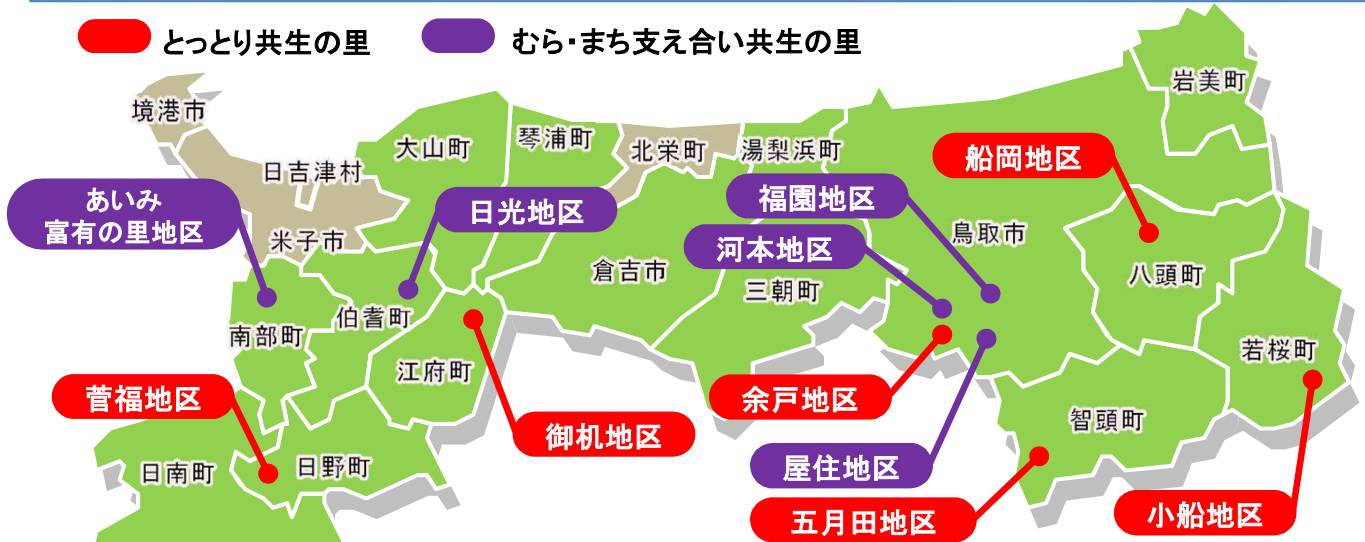 とっとり共生の里
むら・まち支え合い共生の里
境港市
日吉津村
米子市
大山町
琴浦町
北栄町
湯梨浜町
岩美町
船岡地区
あいみ
富有の里地区
日光地区
福園地区
河本地区
鳥取市
八頭町
倉吉市
三朝町
南部町
伯耆町
江府町
若桜町
菅福地区
御机地区
余戸地区
智頭町
屋住地区
日南町
日野町
五月田地区
小船地区